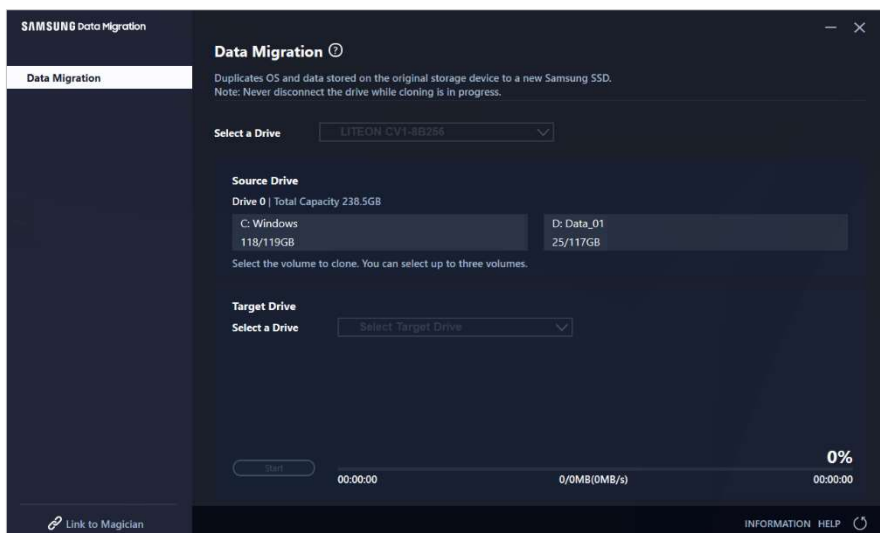 SAMSUNG Data Migration
Data Migration
Data Migration ?
Duplicates OS and data stored on the original storage device to a new Samsung SSD.
Note: Never disconnect the drive while cloning is in progress.
Select a Drive LITEON CV1-8B256
Source Drive
Drive 0 | Total Capacity 238.5GB
C: Windows
118/119GB
D: Data_01
25/117GB
Select the volume to clone. You can select up to three volumes.
Target Drive
Select a Drive Select Target Drive
0%
Start
00:00:00 0/0MB(0MB/s) 00:00:00
Link to Magician
INFORMATION HELP